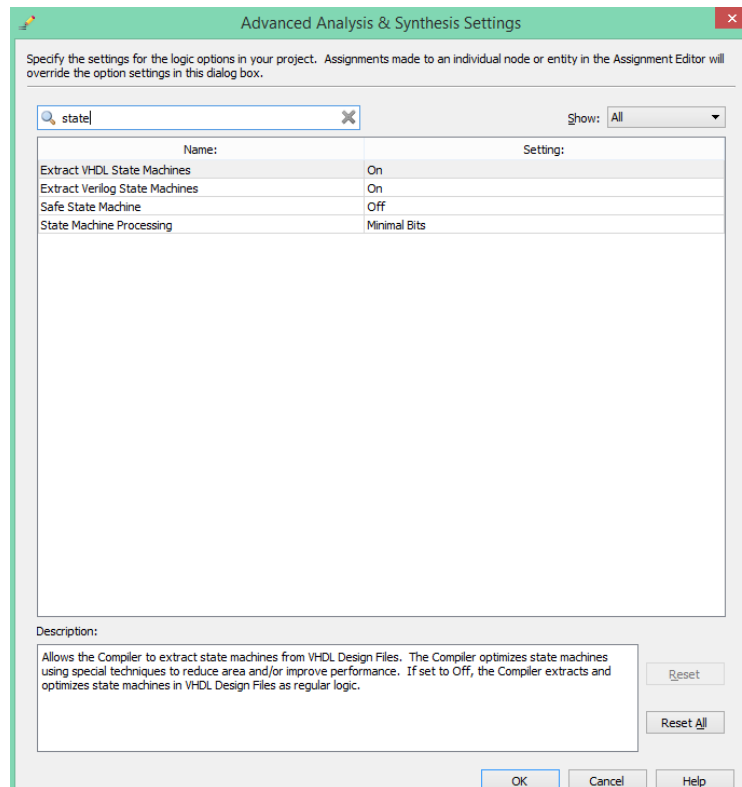 Advanced Analysis & Synthesis Settings
Specify the settings for the logic options in your project. Assignments made to an individual node or entity in the Assignment Editor will
override the option settings in this dialog box.
state
Show: All
Name: Setting:
Extract VHDL State Machines On
Extract Verilog State Machines On
Safe State Machine Off
State Machine Processing Minimal Bits
Description:
Allows the Compiler to extract state machines from VHDL Design Files. The Compiler optimizes state machines
using special techniques to reduce area and/or improve performance. If set to Off, the Compiler extracts and
optimizes state machines in VHDL Design Files as regular logic.
Reset
Reset All
OK Cancel Help